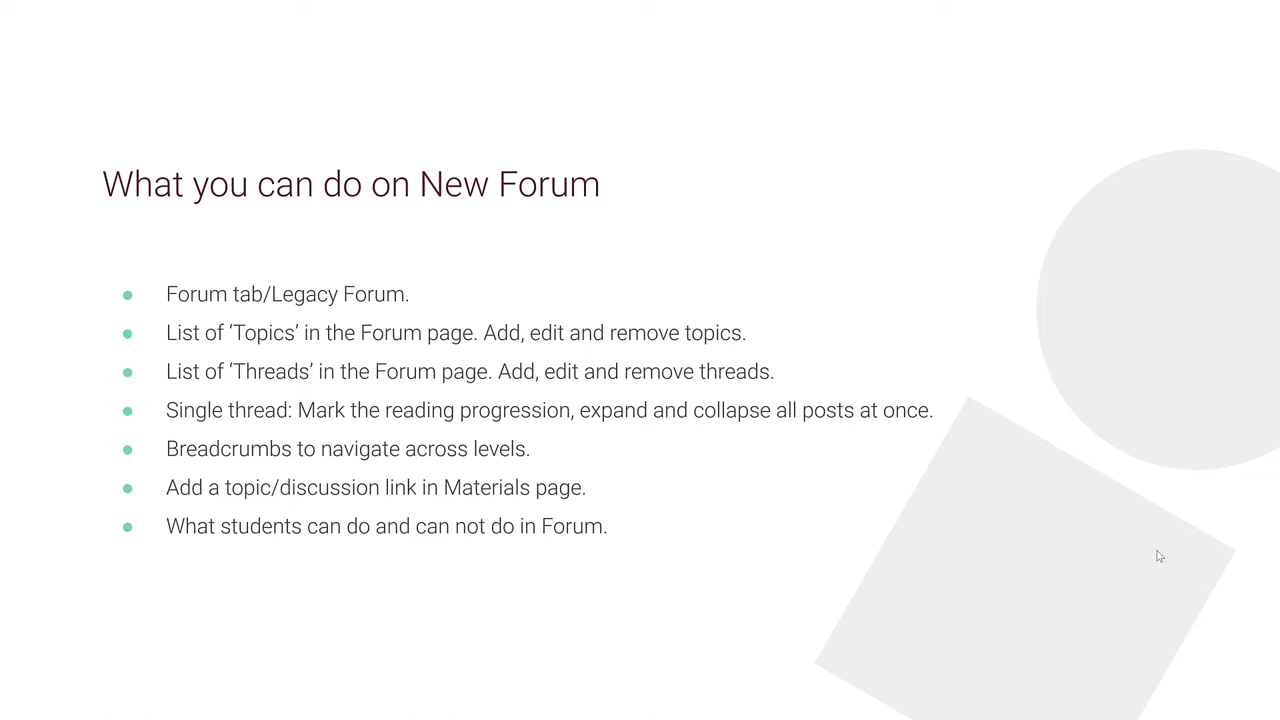 What you can do on New Forum
● Forum tab/Legacy Forum.
● List of ‘Topics’ in the Forum page. Add, edit and remove topics.
● List of ‘Threads’ in the Forum page. Add, edit and remove threads.
● Single thread: Mark the reading progression, expand and collapse all posts at once.
● Breadcrumbs to navigate across levels.
● Add a topic/discussion link in Materials page.
● What students can do and can not do in Forum.